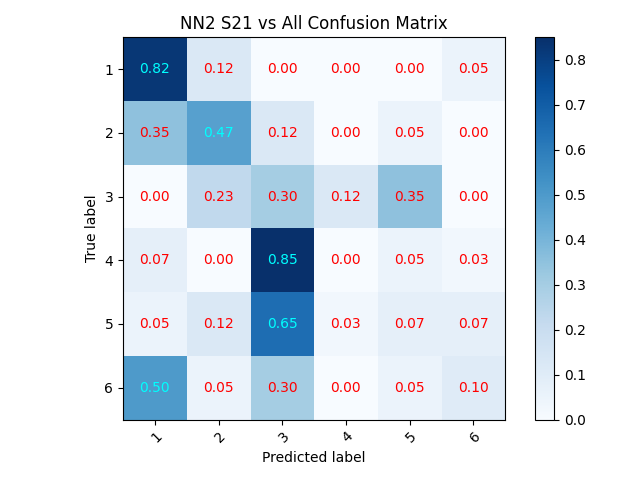 NN2 S21 vs All Confusion Matrix
1 0.82 0.12 0.00 0.00 0.00 0.05
2 0.35 0.47 0.12 0.00 0.05 0.00
3 0.00 0.23 0.30 0.12 0.35 0.00
4 0.07 0.00 0.85 0.00 0.05 0.03
5 0.05 0.12 0.65 0.03 0.07 0.07
6 0.50 0.05 0.30 0.00 0.05 0.10
True label
1 2 3 4 5 6
Predicted label
0.8
0.7
0.6
0.5
0.4
0.3
0.2
0.1
0.0